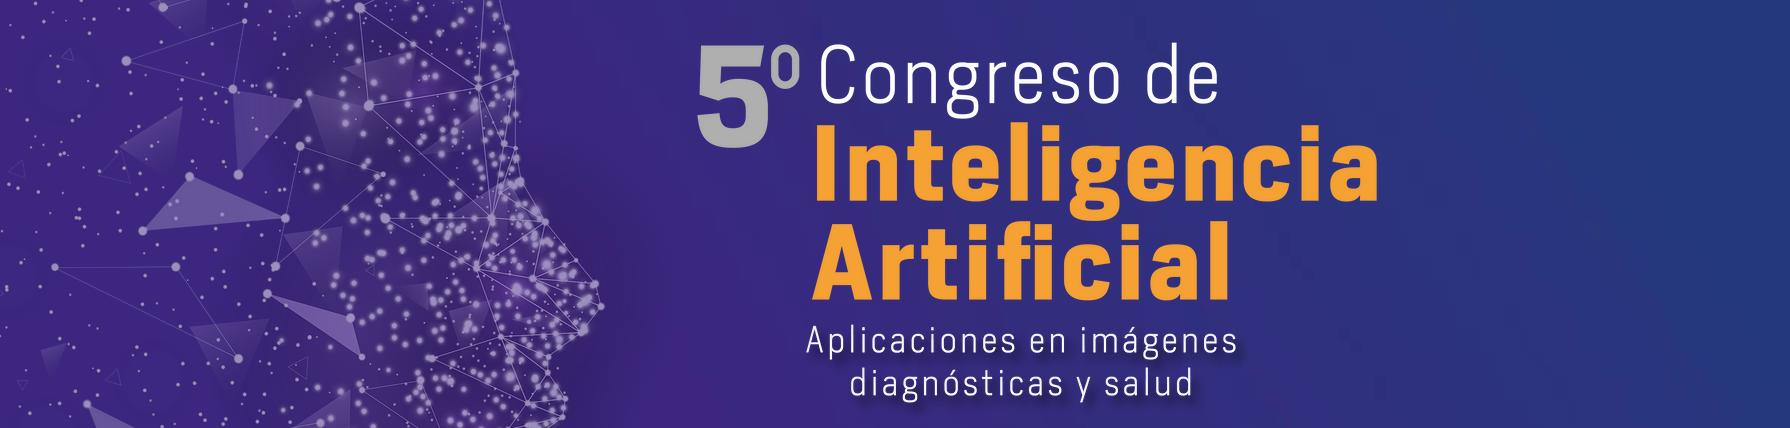 5º Congreso de
Inteligencia
Artificial
Aplicaciones en imágenes
diagnósticas y salud